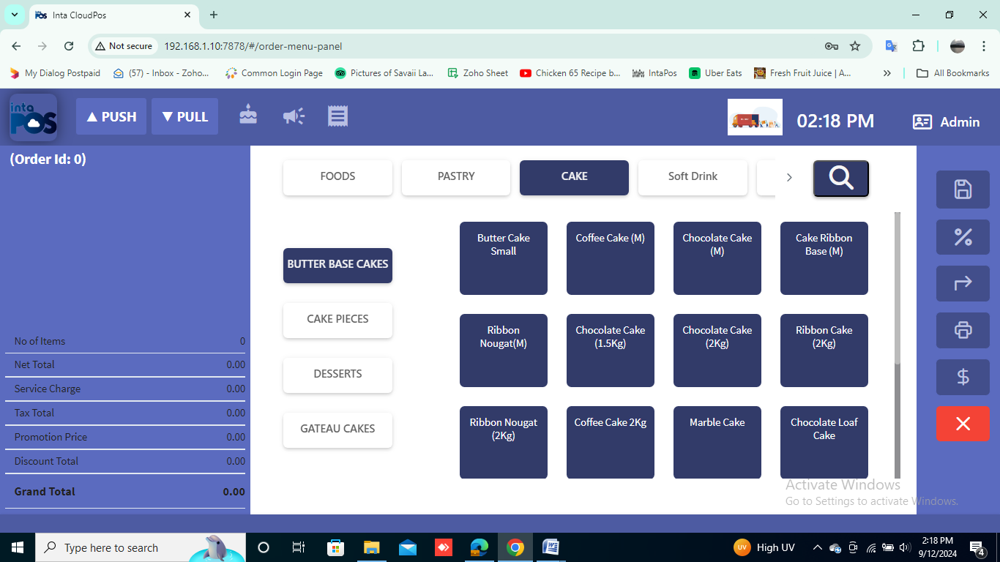 Inta CloudPos
Not secure
192.168.1.10:7878/#/order-menu-panel
My Dialog Postpaid
(57) - Inbox - Zoho...
Common Login Page
Pictures of Savaii La...
Zoho Sheet
Chicken 65 Recipe b...
IntaPos
Uber Eats
Fresh Fruit Juice | A...
All Bookmarks
inta
POS
PUSH
PULL
02:18 PM
Admin
(Order Id: 0)
FOODS
PASTRY
CAKE
Soft Drink
BUTTER BASE CAKES
CAKE PIECES
DESSERTS
GATEAU CAKES
Butter Cake
Small
Coffee Cake (M)
Chocolate Cake
(M)
Cake Ribbon
Base (M)
Ribbon
Nougat(M)
Chocolate Cake
(1.5Kg)
Chocolate Cake
(2Kg)
Ribbon Cake
(2Kg)
Ribbon Nougat
(2Kg)
Coffee Cake 2Kg
Marble Cake
Chocolate Loaf
Cake
No of Items 0
Net Total 0.00
Service Charge 0.00
Tax Total 0.00
Promotion Price 0.00
Discount Total 0.00
Grand Total 0.00
Activate Windows
Go to Settings to activate Windows.
Type here to search
UV
High UV
2:18 PM
9/12/2024
4